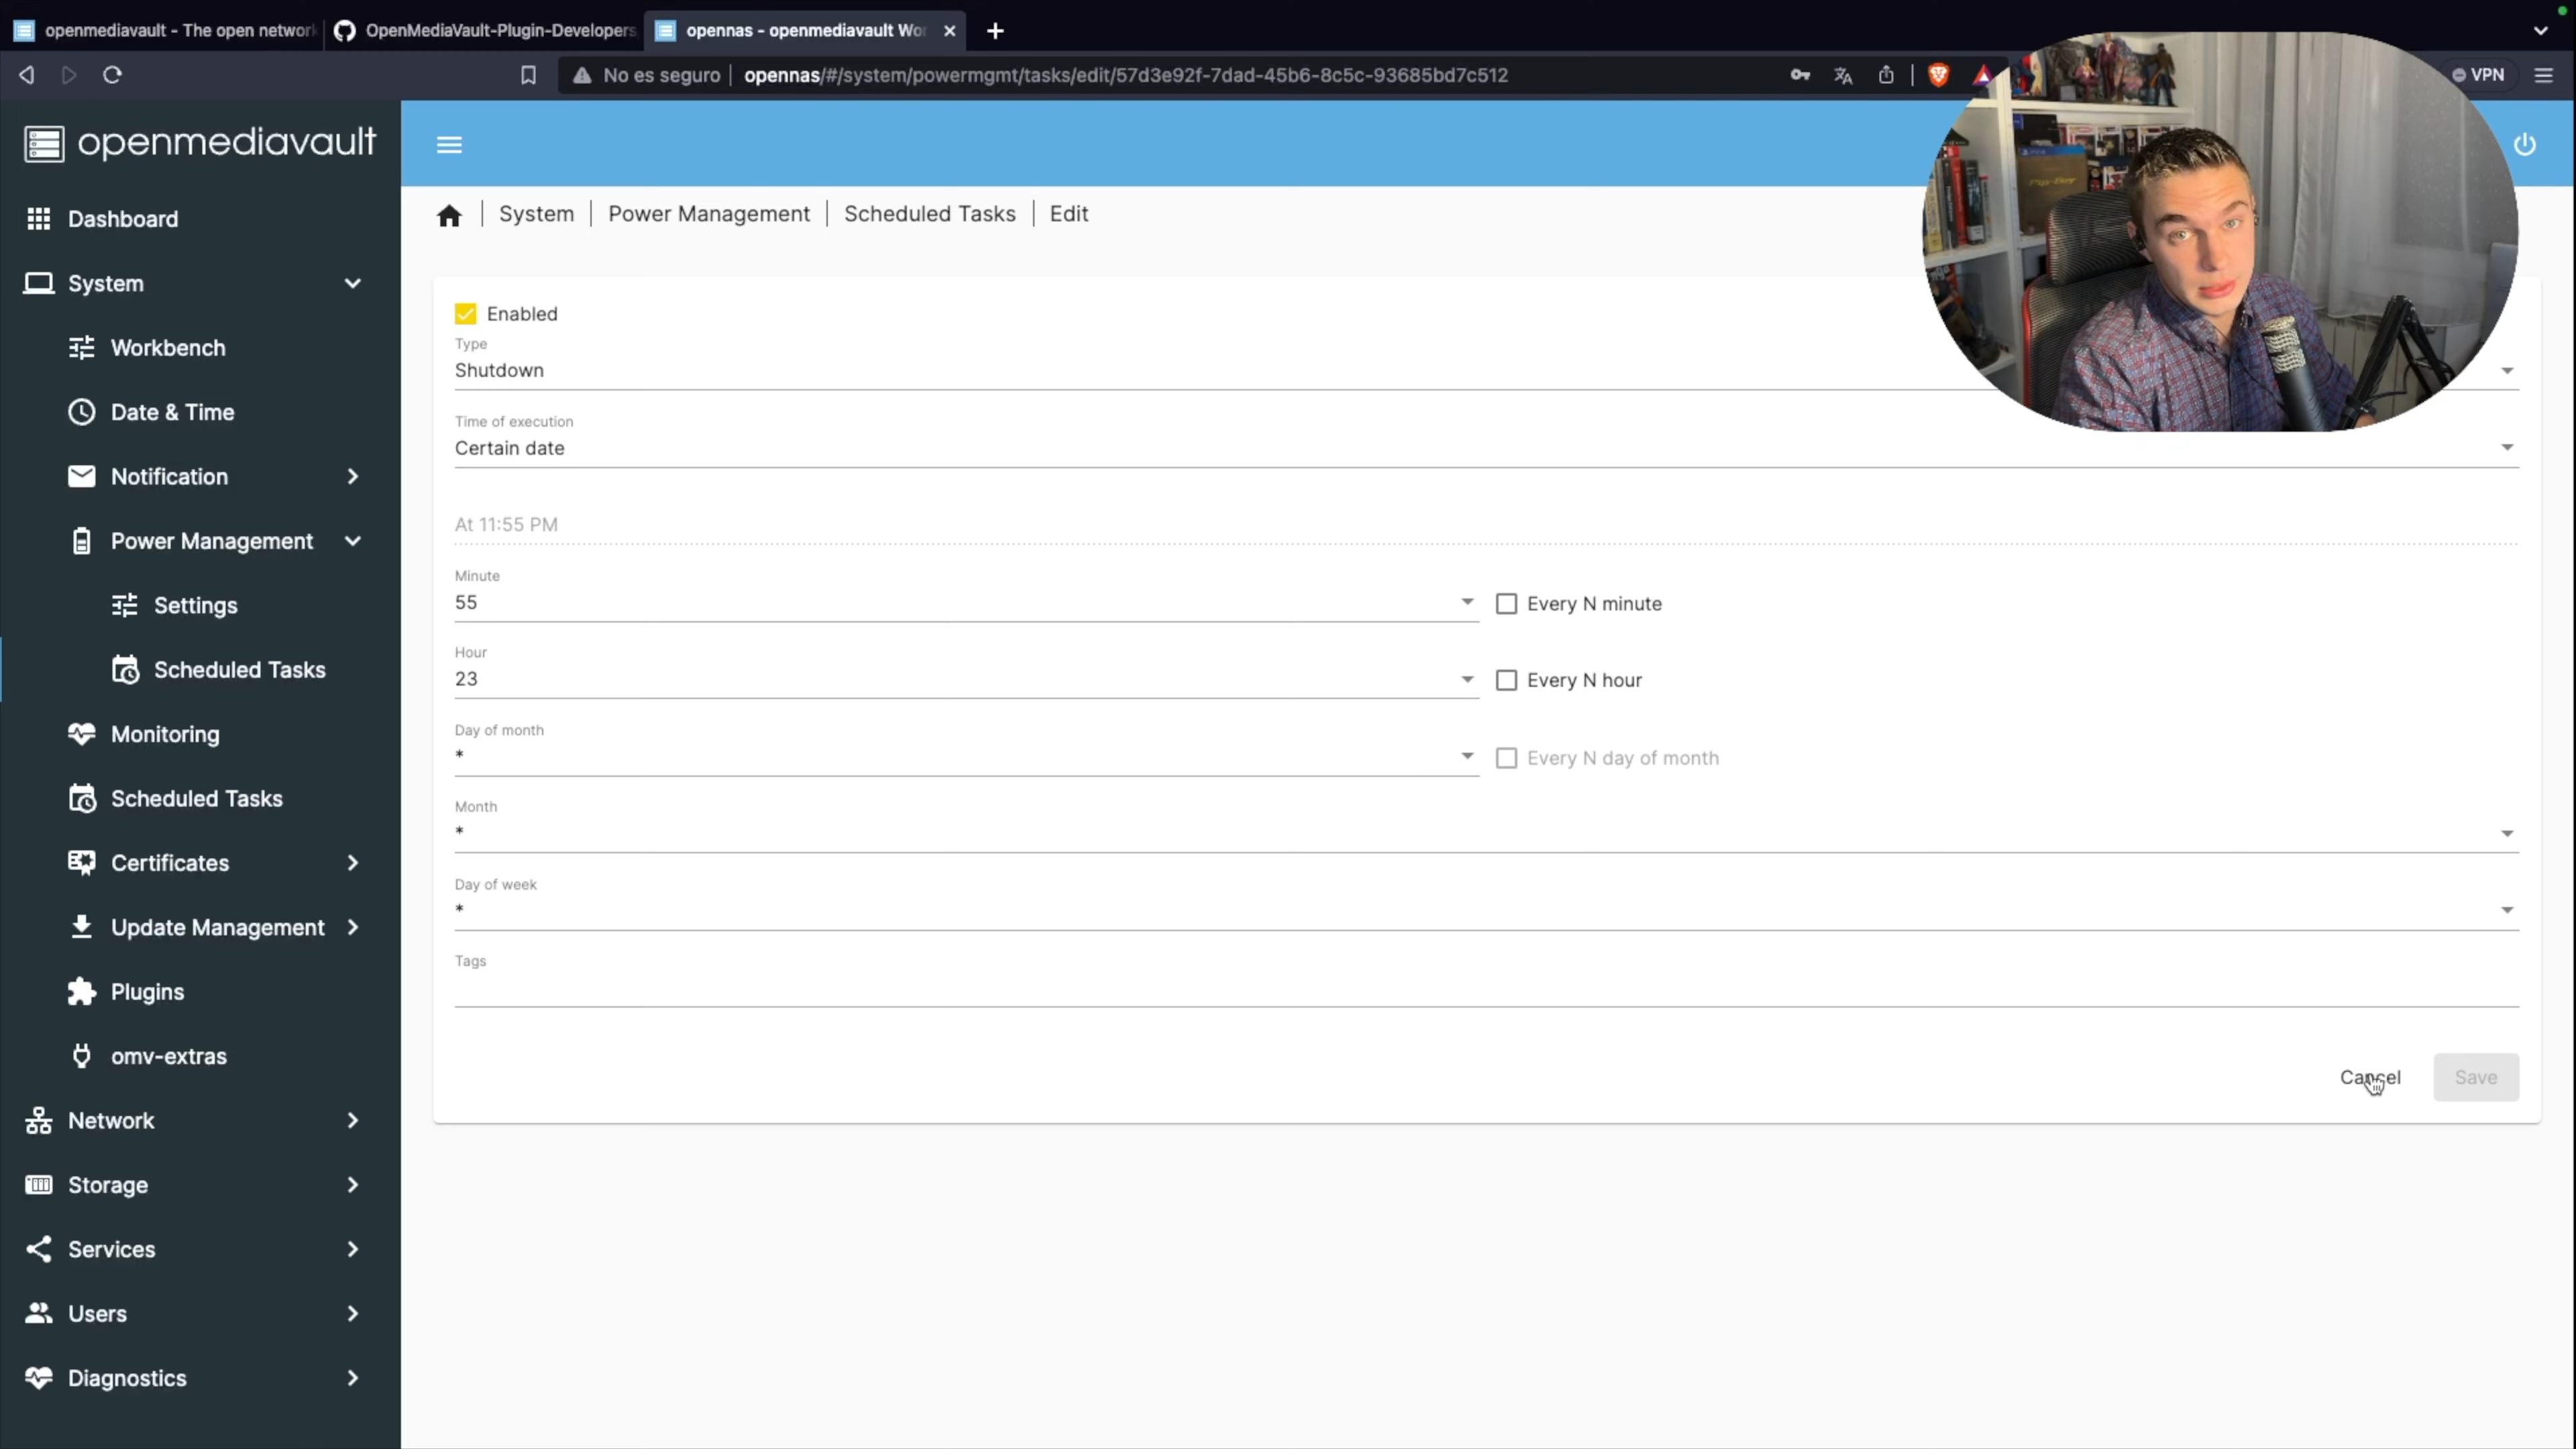 openmediavault - The open network
OpenMediaVault-Plugin-Developers
opennas - openmediavault Wor
No es seguro
opennas/#/system/powermgmt/tasks/edit/57d3e92f-7dad-45b6-8c5c-93685bd7c512
VPN
openmediavault
Dashboard
System
Workbench
Date & Time
Notification
Power Management
Settings
Scheduled Tasks
Monitoring
Scheduled Tasks
Certificates
Update Management
Plugins
omv-extras
Network
Storage
Services
Users
Diagnostics
System | Power Management | Scheduled Tasks | Edit
Enabled
Type
Shutdown
Time of execution
Certain date
At 11:55 PM
Minute
55
Every N minute
Hour
23
Every N hour
Day of month
*
Every N day of month
Month
*
Day of week
*
Tags
Cancel
Save